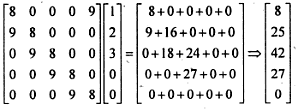 [8 0 0 0 9] [1] = [8+0+0+0+0] ⇒ [8]
[9 8 0 0 0] [2] [9+16+0+0+0] [25]
[0 9 8 0 0] [3] [0+18+24+0+0] [42]
[0 0 9 8 0] [0] [0+0+27+0+0] [27]
[0 0 0 9 8] [0] [0+0+0+0+0] [0]